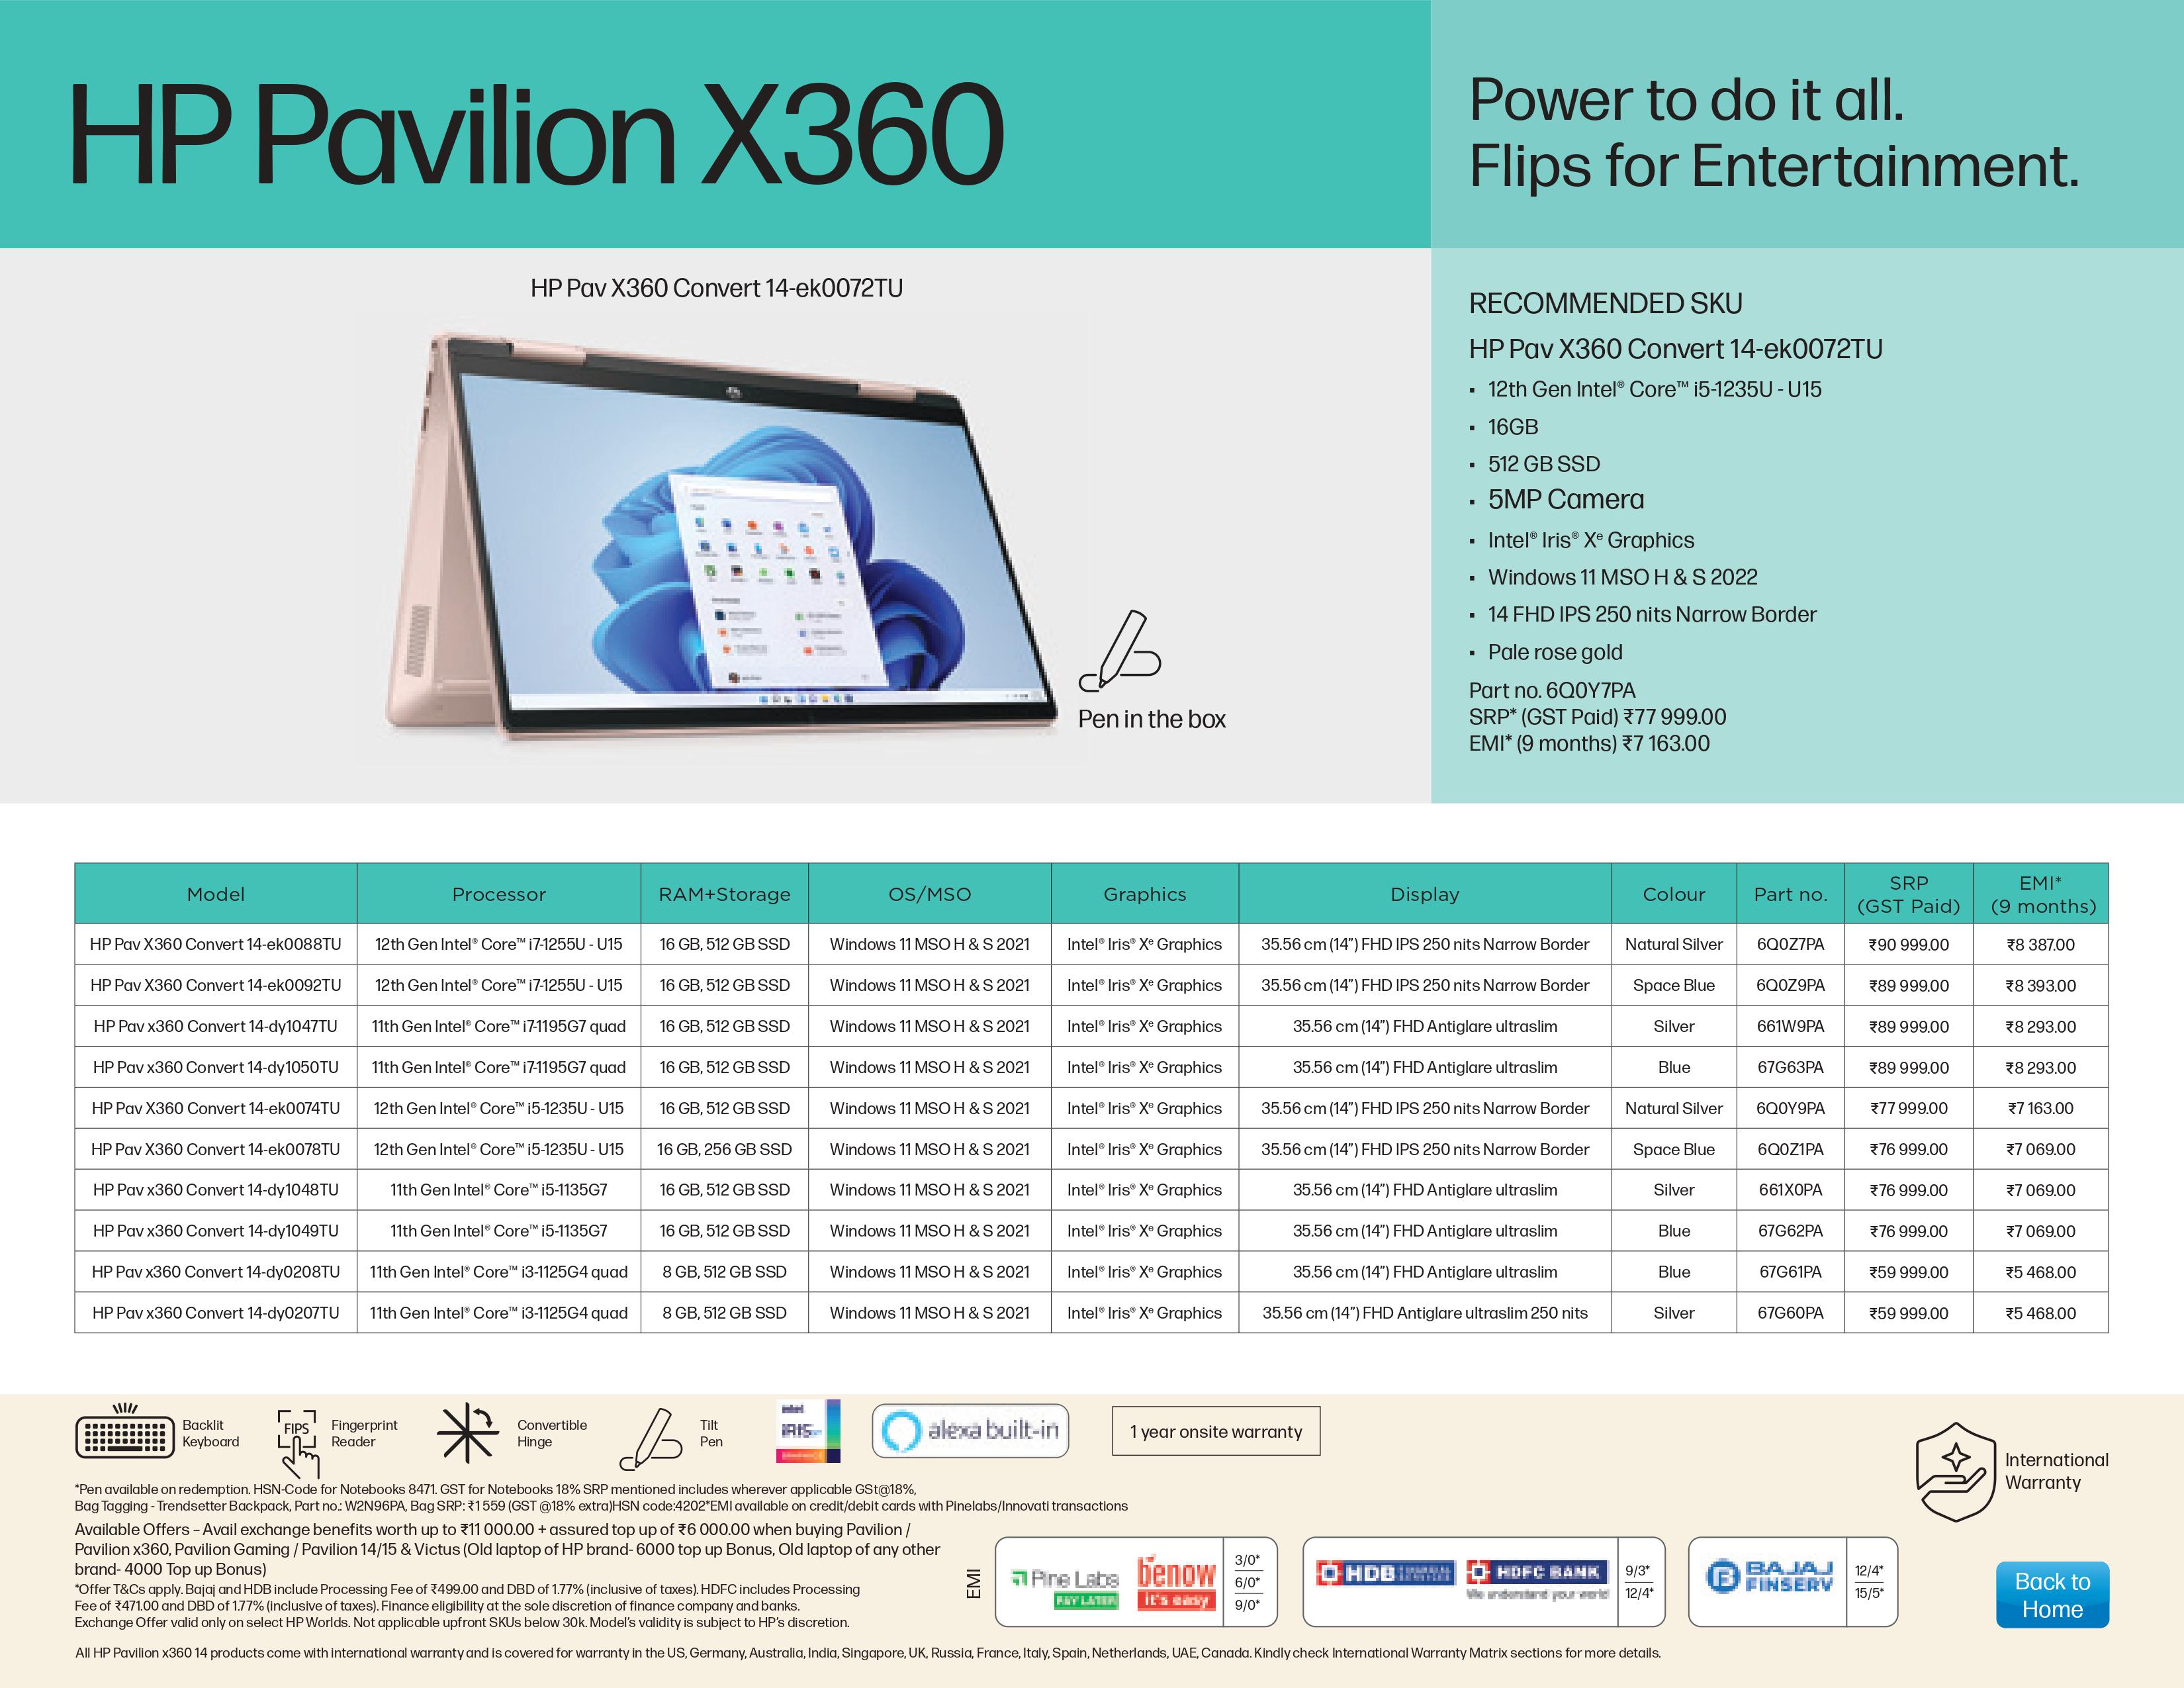 HP Pavilion X360
Power to do it all.
Flips for Entertainment.
HP Pav X360 Convert 14-ek0072TU
Pen in the box
RECOMMENDED SKU
HP Pav X360 Convert 14-ek0072TU
▪ 12th Gen Intel® Core™ i5-1235U - U15
▪ 16GB
▪ 512 GB SSD
▪ 5MP Camera
▪ Intel® Iris® Xᵉ Graphics
▪ Windows 11 MSO H & S 2022
▪ 14 FHD IPS 250 nits Narrow Border
▪ Pale rose gold
Part no. 6Q0Y7PA
SRP* (GST Paid) ₹77 999.00
EMI* (9 months) ₹7 163.00
Model Processor RAM+Storage OS/MSO Graphics Display Colour Part no. SRP (GST Paid) EMI* (9 months)
HP Pav X360 Convert 14-ek0088TU 12th Gen Intel® Core™ i7-1255U - U15 16 GB, 512 GB SSD Windows 11 MSO H & S 2021 Intel® Iris® Xᵉ Graphics 35.56 cm (14”) FHD IPS 250 nits Narrow Border Natural Silver 6Q0Z7PA ₹90 999.00 ₹8 387.00
HP Pav X360 Convert 14-ek0092TU 12th Gen Intel® Core™ i7-1255U - U15 16 GB, 512 GB SSD Windows 11 MSO H & S 2021 Intel® Iris® Xᵉ Graphics 35.56 cm (14”) FHD IPS 250 nits Narrow Border Space Blue 6Q0Z9PA ₹89 999.00 ₹8 393.00
HP Pav x360 Convert 14-dy1047TU 11th Gen Intel® Core™ i7-1195G7 quad 16 GB, 512 GB SSD Windows 11 MSO H & S 2021 Intel® Iris® Xᵉ Graphics 35.56 cm (14”) FHD Antiglare ultraslim Silver 661W9PA ₹89 999.00 ₹8 293.00
HP Pav x360 Convert 14-dy1050TU 11th Gen Intel® Core™ i7-1195G7 quad 16 GB, 512 GB SSD Windows 11 MSO H & S 2021 Intel® Iris® Xᵉ Graphics 35.56 cm (14”) FHD Antiglare ultraslim Blue 67G63PA ₹89 999.00 ₹8 293.00
HP Pav X360 Convert 14-ek0074TU 12th Gen Intel® Core™ i5-1235U - U15 16 GB, 512 GB SSD Windows 11 MSO H & S 2021 Intel® Iris® Xᵉ Graphics 35.56 cm (14”) FHD IPS 250 nits Narrow Border Natural Silver 6Q0Y9PA ₹77 999.00 ₹7 163.00
HP Pav X360 Convert 14-ek0078TU 12th Gen Intel® Core™ i5-1235U - U15 16 GB, 256 GB SSD Windows 11 MSO H & S 2021 Intel® Iris® Xᵉ Graphics 35.56 cm (14”) FHD IPS 250 nits Narrow Border Space Blue 6Q0Z1PA ₹76 999.00 ₹7 069.00
HP Pav x360 Convert 14-dy1048TU 11th Gen Intel® Core™ i5-1135G7 16 GB, 512 GB SSD Windows 11 MSO H & S 2021 Intel® Iris® Xᵉ Graphics 35.56 cm (14”) FHD Antiglare ultraslim Silver 661X0PA ₹76 999.00 ₹7 069.00
HP Pav x360 Convert 14-dy1049TU 11th Gen Intel® Core™ i5-1135G7 16 GB, 512 GB SSD Windows 11 MSO H & S 2021 Intel® Iris® Xᵉ Graphics 35.56 cm (14”) FHD Antiglare ultraslim Blue 67G62PA ₹76 999.00 ₹7 069.00
HP Pav x360 Convert 14-dy0208TU 11th Gen Intel® Core™ i3-1125G4 quad 8 GB, 512 GB SSD Windows 11 MSO H & S 2021 Intel® Iris® Xᵉ Graphics 35.56 cm (14”) FHD Antiglare ultraslim Blue 67G61PA ₹59 999.00 ₹5 468.00
HP Pav x360 Convert 14-dy0207TU 11th Gen Intel® Core™ i3-1125G4 quad 8 GB, 512 GB SSD Windows 11 MSO H & S 2021 Intel® Iris® Xᵉ Graphics 35.56 cm (14”) FHD Antiglare ultraslim 250 nits Silver 67G60PA ₹59 999.00 ₹5 468.00
Backlit
Keyboard
FIPS
Fingerprint
Reader
Convertible
Hinge
Tilt
Pen
intel
IRIS
alexa built-in
1 year onsite warranty
International
Warranty
*Pen available on redemption. HSN-Code for Notebooks 8471. GST for Notebooks 18% SRP mentioned includes wherever applicable GSt@18%,
Bag Tagging - Trendsetter Backpack, Part no.: W2N96PA, Bag SRP: ₹1 559 (GST @18% extra)HSN code:4202*EMI available on credit/debit cards with Pinelabs/Innovati transactions
Available Offers – Avail exchange benefits worth up to ₹11 000.00 + assured top up of ₹6 000.00 when buying Pavilion /
Pavilion x360, Pavilion Gaming / Pavilion 14/15 & Victus (Old laptop of HP brand- 6000 top up Bonus, Old laptop of any other
brand- 4000 Top up Bonus)
*Offer T&Cs apply. Bajaj and HDB include Processing Fee of ₹499.00 and DBD of 1.77% (inclusive of taxes). HDFC includes Processing
Fee of ₹471.00 and DBD of 1.77% (inclusive of taxes). Finance eligibility at the sole discretion of finance company and banks.
Exchange Offer valid only on select HP Worlds. Not applicable upfront SKUs below 30k. Model’s validity is subject to HP’s discretion.
EMI
Pine Labs
PAY LATER
benow
it's easy
3/0*
6/0*
9/0*
HDB FINANCIAL SERVICES
HDFC BANK
We understand your world
9/3*
12/4*
BAJAJ
FINSERV
12/4*
15/5*
Back to
Home
All HP Pavilion x360 14 products come with international warranty and is covered for warranty in the US, Germany, Australia, India, Singapore, UK, Russia, France, Italy, Spain, Netherlands, UAE, Canada. Kindly check International Warranty Matrix sections for more details.